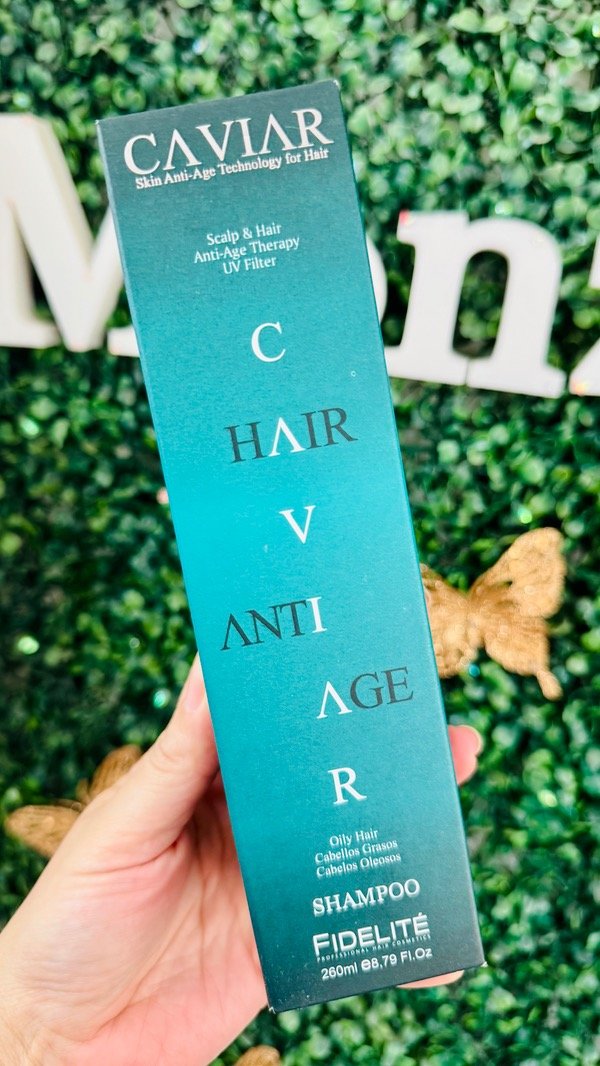 CAVIAR
Skin Anti-Age Technology for Hair
Scalp & Hair
Anti-Age Therapy
UV Filter
C
HAIR
V
ANTI
AGE
R
Oily Hair
Cabellos Grasos
Cabelos Oleosos
SHAMPOO
FIDELITÉ
PROFESSIONAL HAIR COSMETICS
260ml e8,79 Fl.Oz